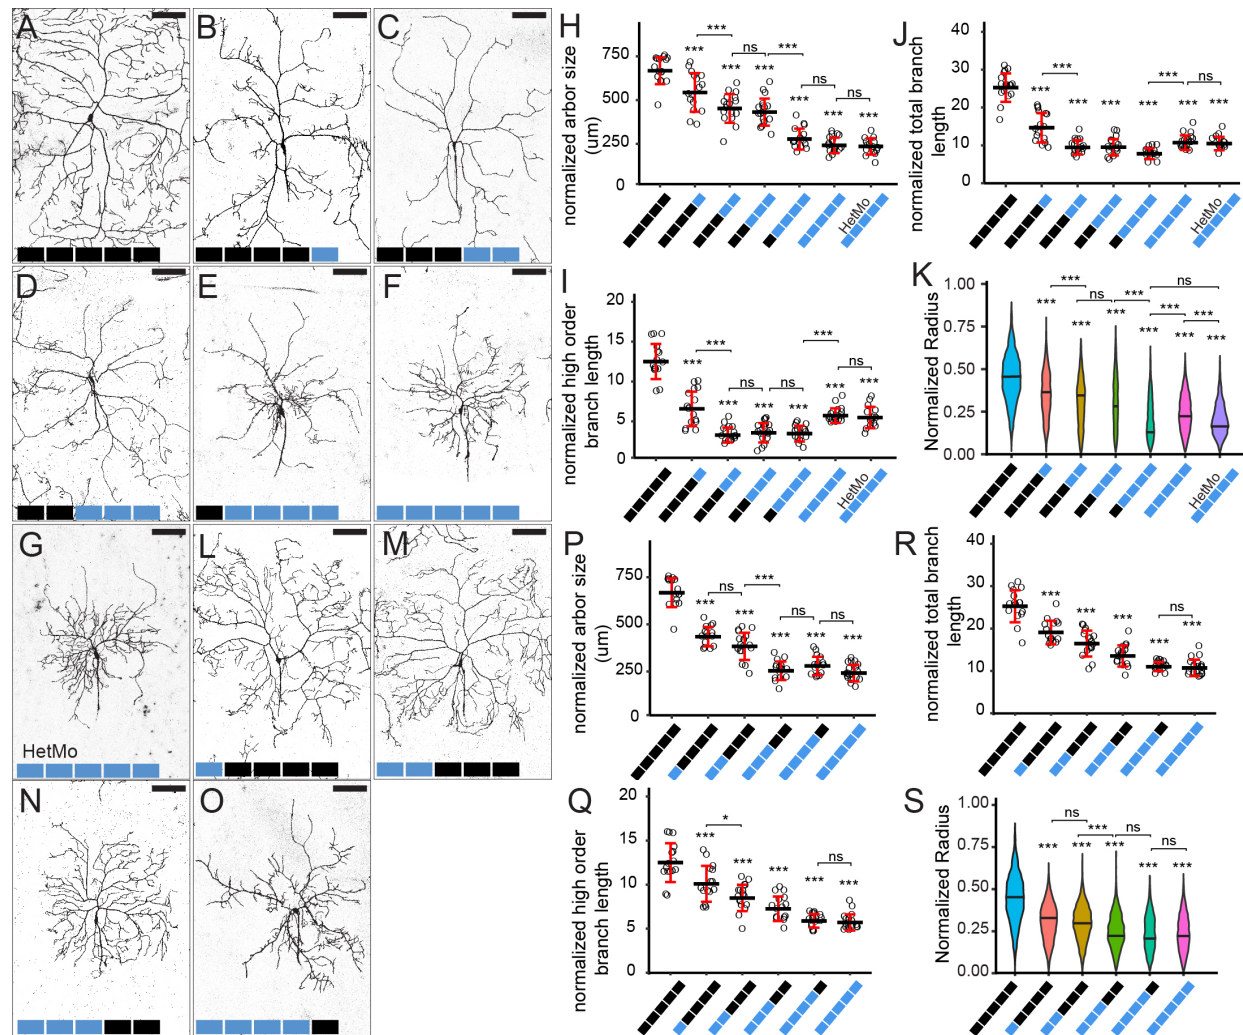 A
B
C
D
E
F
G
HetMo
L
M
N
O
H
normalized arbor size
(um)
750
500
250
0
***
***
***
ns
***
***
***
ns
***
ns
***
***
HetMo
J
normalized total branch
length
40
30
20
10
0
***
***
***
***
***
***
***
ns
***
HetMo
I
normalized high order
branch length
20
15
10
5
0
***
***
***
ns
***
ns
***
***
***
ns
***
HetMo
K
Normalized Radius
1.00
0.75
0.50
0.25
0.00
***
***
***
ns
***
***
***
ns
***
***
***
***
HetMo
P
normalized arbor size
(um)
750
500
250
0
***
ns
***
***
***
ns
***
ns
***
R
normalized total branch
length
40
30
20
10
0
***
***
***
***
ns
***
Q
normalized high order
branch length
20
15
10
5
0
***
*
***
***
***
ns
***
S
Normalized Radius
1.00
0.50
0.25
0.00
***
ns
***
***
***
ns
***
ns
***